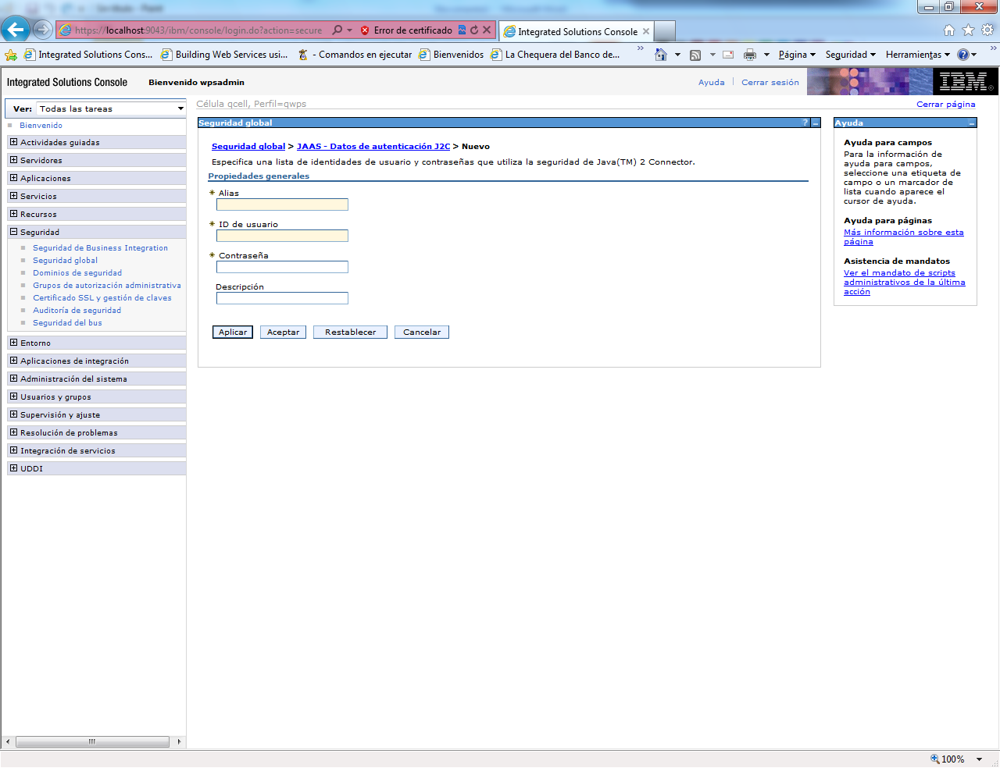 https://localhost:9043/ibm/console/login.do?action=secure
Error de certificado
Integrated Solutions Console
Integrated Solutions Cons...
Building Web Services usi...
- Comandos en ejecutar
Bienvenidos
La Chequera del Banco de...
Página
Seguridad
Herramientas
Integrated Solutions Console
Bienvenido wpsadmin
Ayuda
Cerrar sesión
IBM®
Ver: Todas las tareas
Célula qcell, Perfil=qwps
Cerrar página
Bienvenido
Actividades guiadas
Servidores
Aplicaciones
Servicios
Recursos
Seguridad
Seguridad de Business Integration
Seguridad global
Dominios de seguridad
Grupos de autorización administrativa
Certificado SSL y gestión de claves
Auditoría de seguridad
Seguridad del bus
Entorno
Aplicaciones de integración
Administración del sistema
Usuarios y grupos
Supervisión y ajuste
Resolución de problemas
Integración de servicios
UDDI
Seguridad global
?
Seguridad global > JAAS - Datos de autenticación J2C > Nuevo
Especifica una lista de identidades de usuario y contraseñas que utiliza la seguridad de Java(TM) 2 Connector.
Propiedades generales
* Alias
* ID de usuario
* Contraseña
Descripción
Aplicar
Aceptar
Restablecer
Cancelar
Ayuda
Ayuda para campos
Para la información de
ayuda para campos,
seleccione una etiqueta de
campo o un marcador de
lista cuando aparece el
cursor de ayuda.
Ayuda para páginas
Más información sobre esta
página
Asistencia de mandatos
Ver el mandato de scripts
administrativos de la última
acción
100%